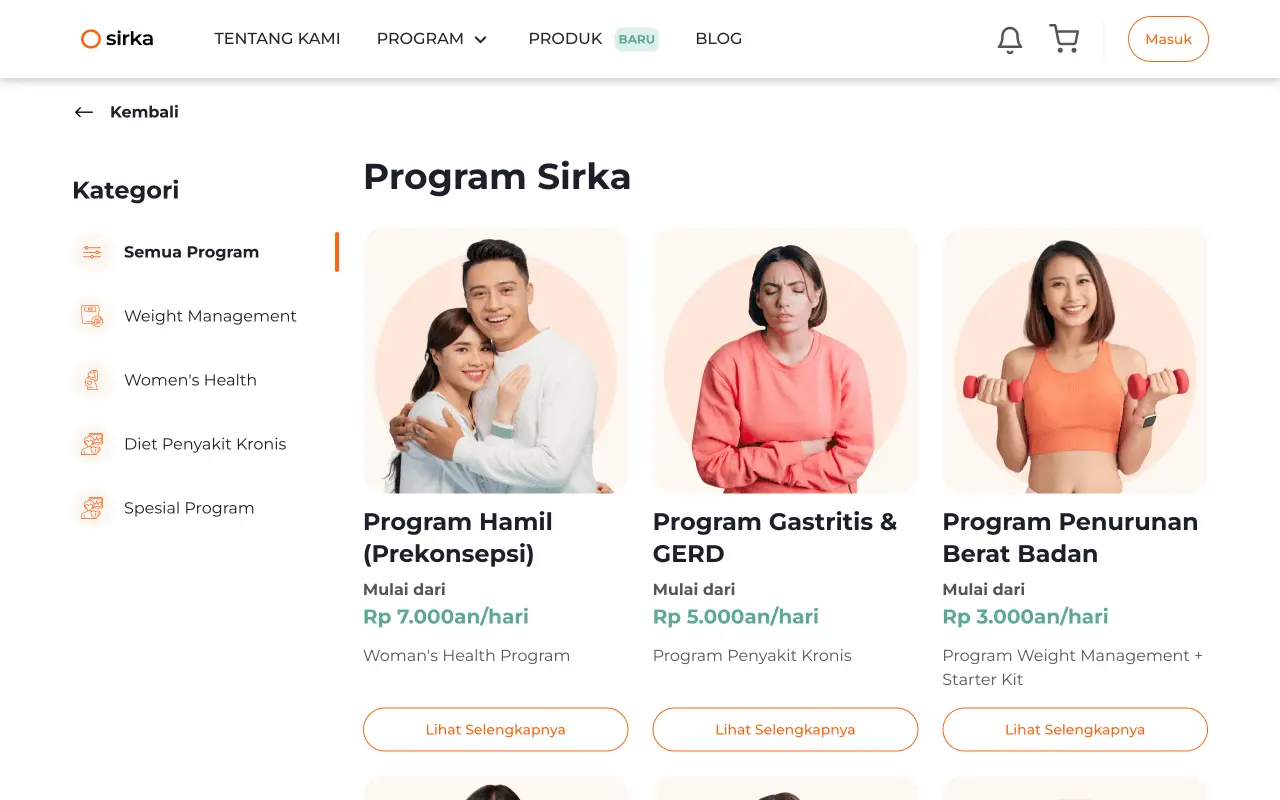 sirka
TENTANG KAMI
PROGRAM
PRODUK
BARU
BLOG
Masuk
Kembali
Kategori
Semua Program
Weight Management
Women's Health
Diet Penyakit Kronis
Spesial Program
Program Sirka
Program Hamil
(Prekonsepsi)
Mulai dari
Rp 7.000an/hari
Woman's Health Program
Lihat Selengkapnya
Program Gastritis &
GERD
Mulai dari
Rp 5.000an/hari
Program Penyakit Kronis
Lihat Selengkapnya
Program Penurunan
Berat Badan
Mulai dari
Rp 3.000an/hari
Program Weight Management +
Starter Kit
Lihat Selengkapnya